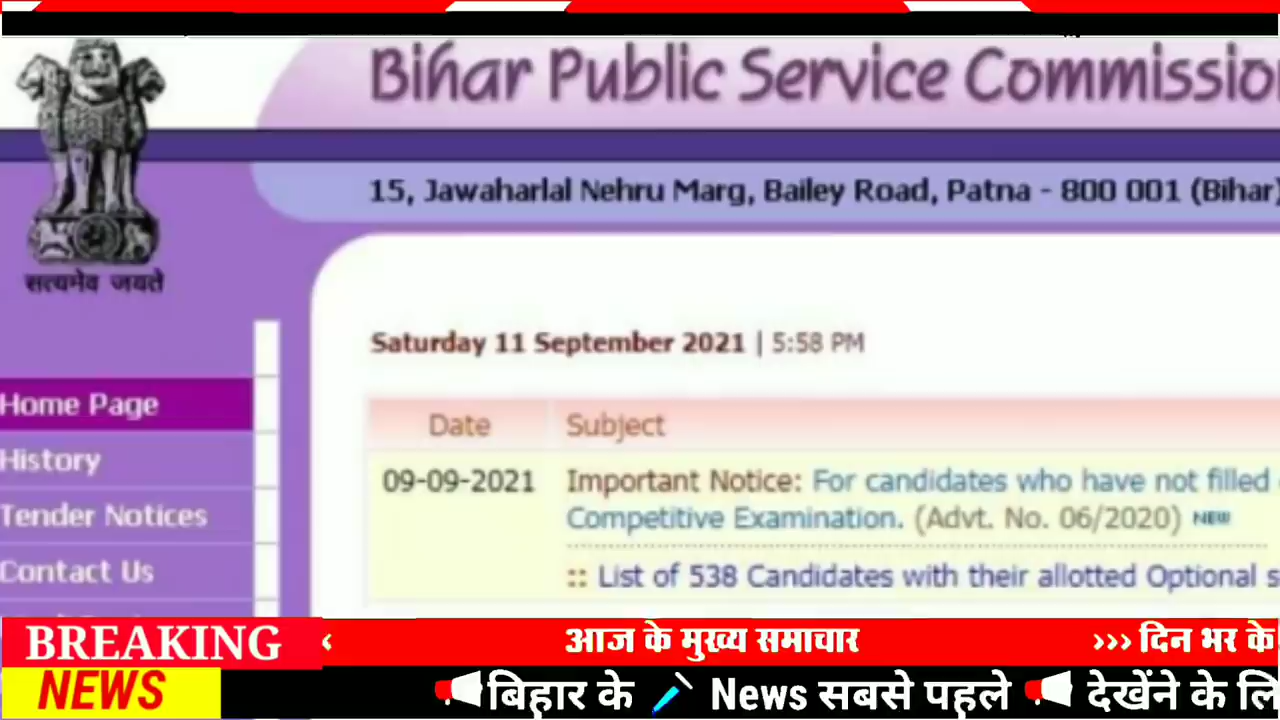 Bihar Public Service Commissio
15, Jawaharlal Nehru Marg, Bailey Road, Patna - 800 001 (Bihar)
सत्यमेव जयते
Saturday 11 September 2021 | 5:58 PM
Home Page
History
Tender Notices
Contact Us
Date Subject
09-09-2021 Important Notice: For candidates who have not filled
Competitive Examination. (Advt. No. 06/2020) NEW
:: List of 538 Candidates with their allotted Optional s
BREAKING
NEWS
‹ आज के मुख्य समाचार ››› दिन भर के
बिहार के News सबसे पहले देखेंने के लि